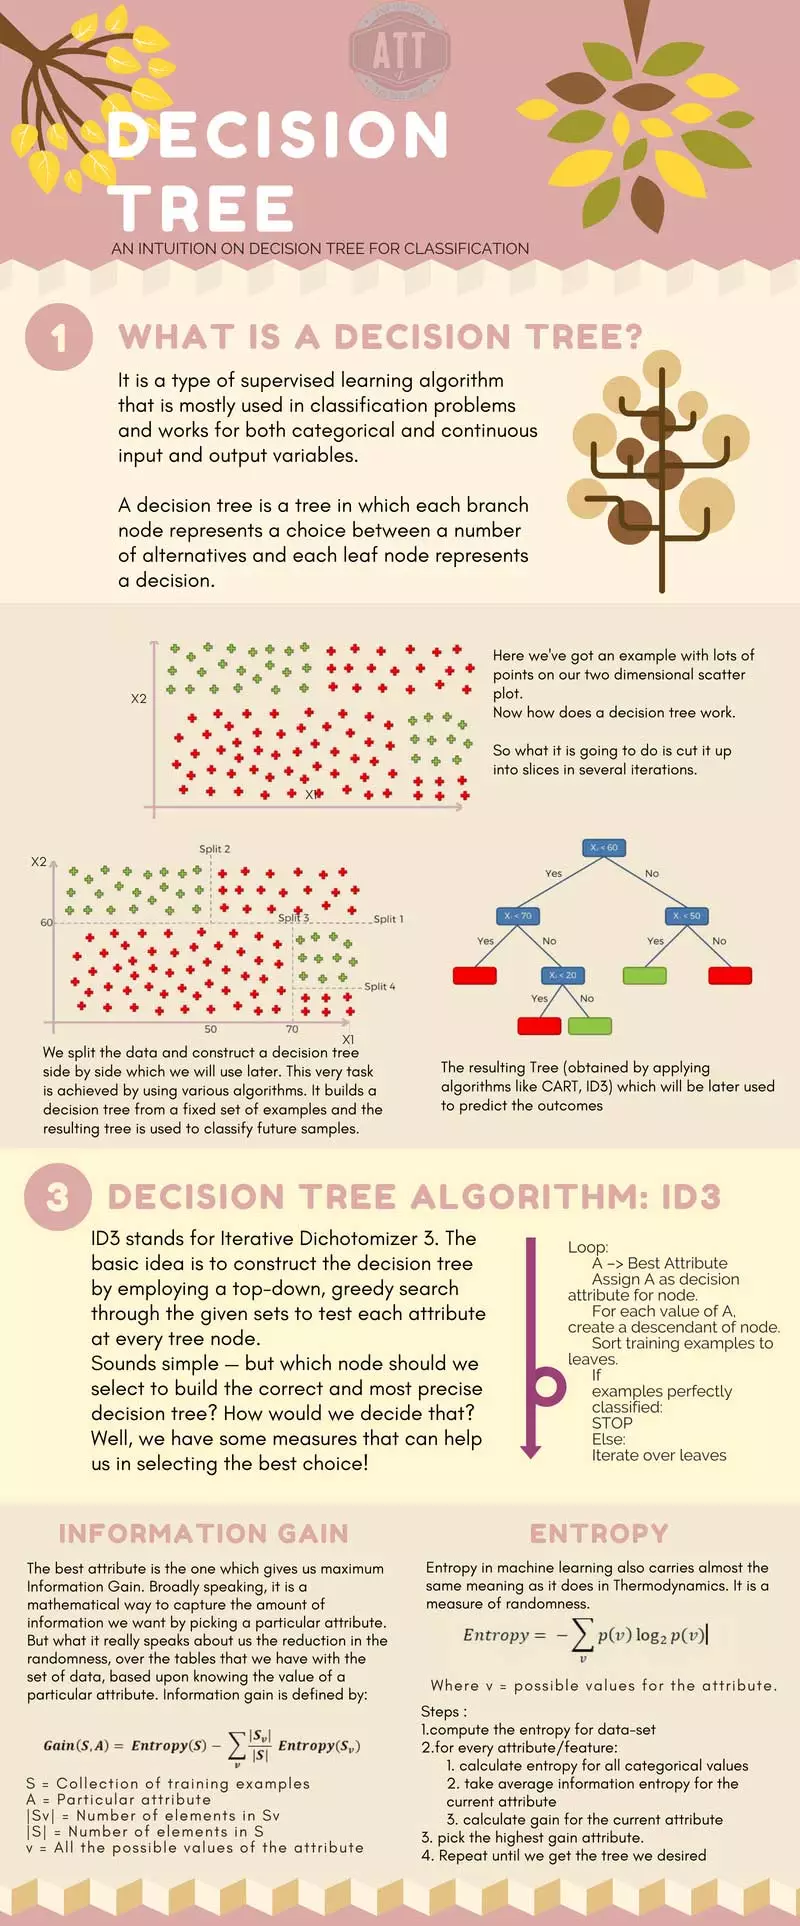 ATT
DECISION
TREE
AN INTUITION ON DECISION TREE FOR CLASSIFICATION
1
WHAT IS A DECISION TREE?
It is a type of supervised learning algorithm
that is mostly used in classification problems
and works for both categorical and continuous
input and output variables.
A decision tree is a tree in which each branch
node represents a choice between a number
of alternatives and each leaf node represents
a decision.
X2
X1
Here we've got an example with lots of
points on our two dimensional scatter
plot.
Now how does a decision tree work.
So what it is going to do is cut it up
into slices in several iterations.
Split 2
X2
Split 3
Split 1
60
Split 4
50
70
X1
We split the data and construct a decision tree
side by side which we will use later. This very task
is achieved by using various algorithms. It builds a
decision tree from a fixed set of examples and the
resulting tree is used to classify future samples.
X₂ < 60
Yes
No
X₁ < 70
X₁ < 50
Yes
No
Yes
No
X₂ < 20
Yes
No
The resulting Tree (obtained by applying
algorithms like CART, ID3) which will be later used
to predict the outcomes
3
DECISION TREE ALGORITHM: ID3
ID3 stands for Iterative Dichotomizer 3. The
basic idea is to construct the decision tree
by employing a top-down, greedy search
through the given sets to test each attribute
at every tree node.
Sounds simple — but which node should we
select to build the correct and most precise
decision tree? How would we decide that?
Well, we have some measures that can help
us in selecting the best choice!
Loop:
A –> Best Attribute
Assign A as decision
attribute for node.
For each value of A,
create a descendant of node.
Sort training examples to
leaves.
If
examples perfectly
classified:
STOP
Else:
Iterate over leaves
INFORMATION GAIN
The best attribute is the one which gives us maximum
Information Gain. Broadly speaking, it is a
mathematical way to capture the amount of
information we want by picking a particular attribute.
But what it really speaks about us the reduction in the
randomness, over the tables that we have with the
set of data, based upon knowing the value of a
particular attribute. Information gain is defined by:
Gain(S, A) = Entropy(S) − ∑v |Sv|/|S| Entropy(Sv)
S = Collection of training examples
A = Particular attribute
|Sv| = Number of elements in Sv
|S| = Number of elements in S
v = All the possible values of the attribute
ENTROPY
Entropy in machine learning also carries almost the
same meaning as it does in Thermodynamics. It is a
measure of randomness.
Entropy = − ∑v p(v) log₂ p(v)|
Where v = possible values for the attribute.
Steps :
1.compute the entropy for data-set
2.for every attribute/feature:
1. calculate entropy for all categorical values
2. take average information entropy for the
current attribute
3. calculate gain for the current attribute
3. pick the highest gain attribute.
4. Repeat until we get the tree we desired